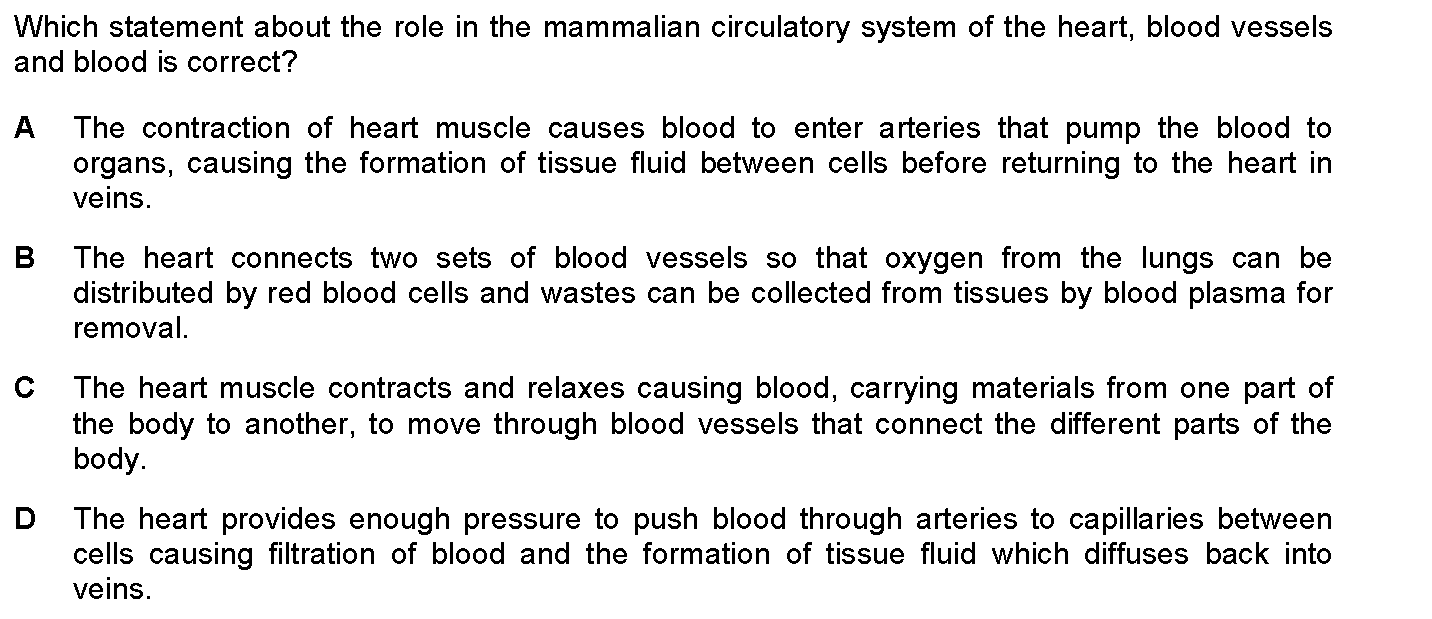 Which statement about the role in the mammalian circulatory system of the heart, blood vessels
and blood is correct?
A The contraction of heart muscle causes blood to enter arteries that pump the blood to
organs, causing the formation of tissue fluid between cells before returning to the heart in
veins.
B The heart connects two sets of blood vessels so that oxygen from the lungs can be
distributed by red blood cells and wastes can be collected from tissues by blood plasma for
removal.
C The heart muscle contracts and relaxes causing blood, carrying materials from one part of
the body to another, to move through blood vessels that connect the different parts of the
body.
D The heart provides enough pressure to push blood through arteries to capillaries between
cells causing filtration of blood and the formation of tissue fluid which diffuses back into
veins.